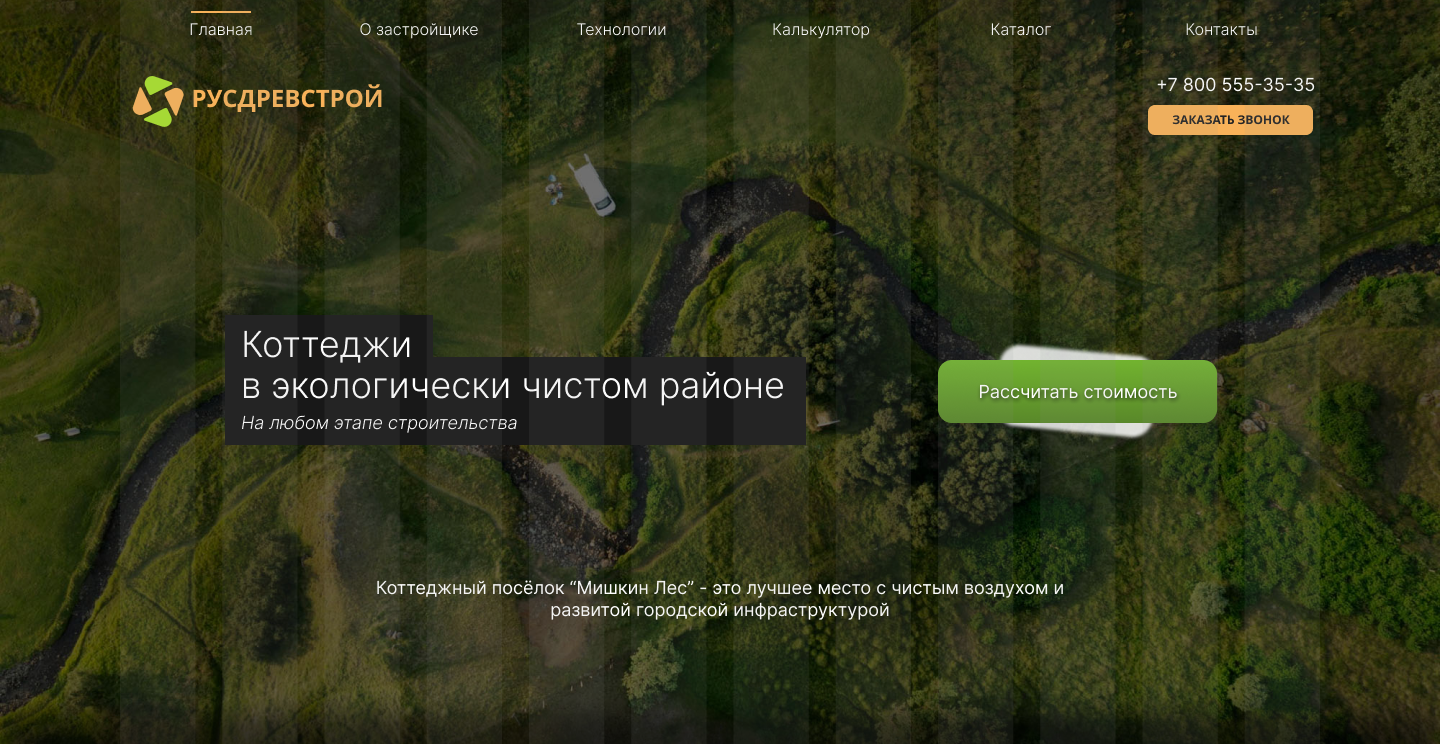 Главная
О застройщике
Технологии
Калькулятор
Каталог
Контакты
РУСДРЕВСТРОЙ
+7 800 555-35-35
ЗАКАЗАТЬ ЗВОНОК
Коттеджи
в экологически чистом районе
На любом этапе строительства
Рассчитать стоимость
Коттеджный посёлок “Мишкин Лес” - это лучшее место с чистым воздухом и
развитой городской инфраструктурой